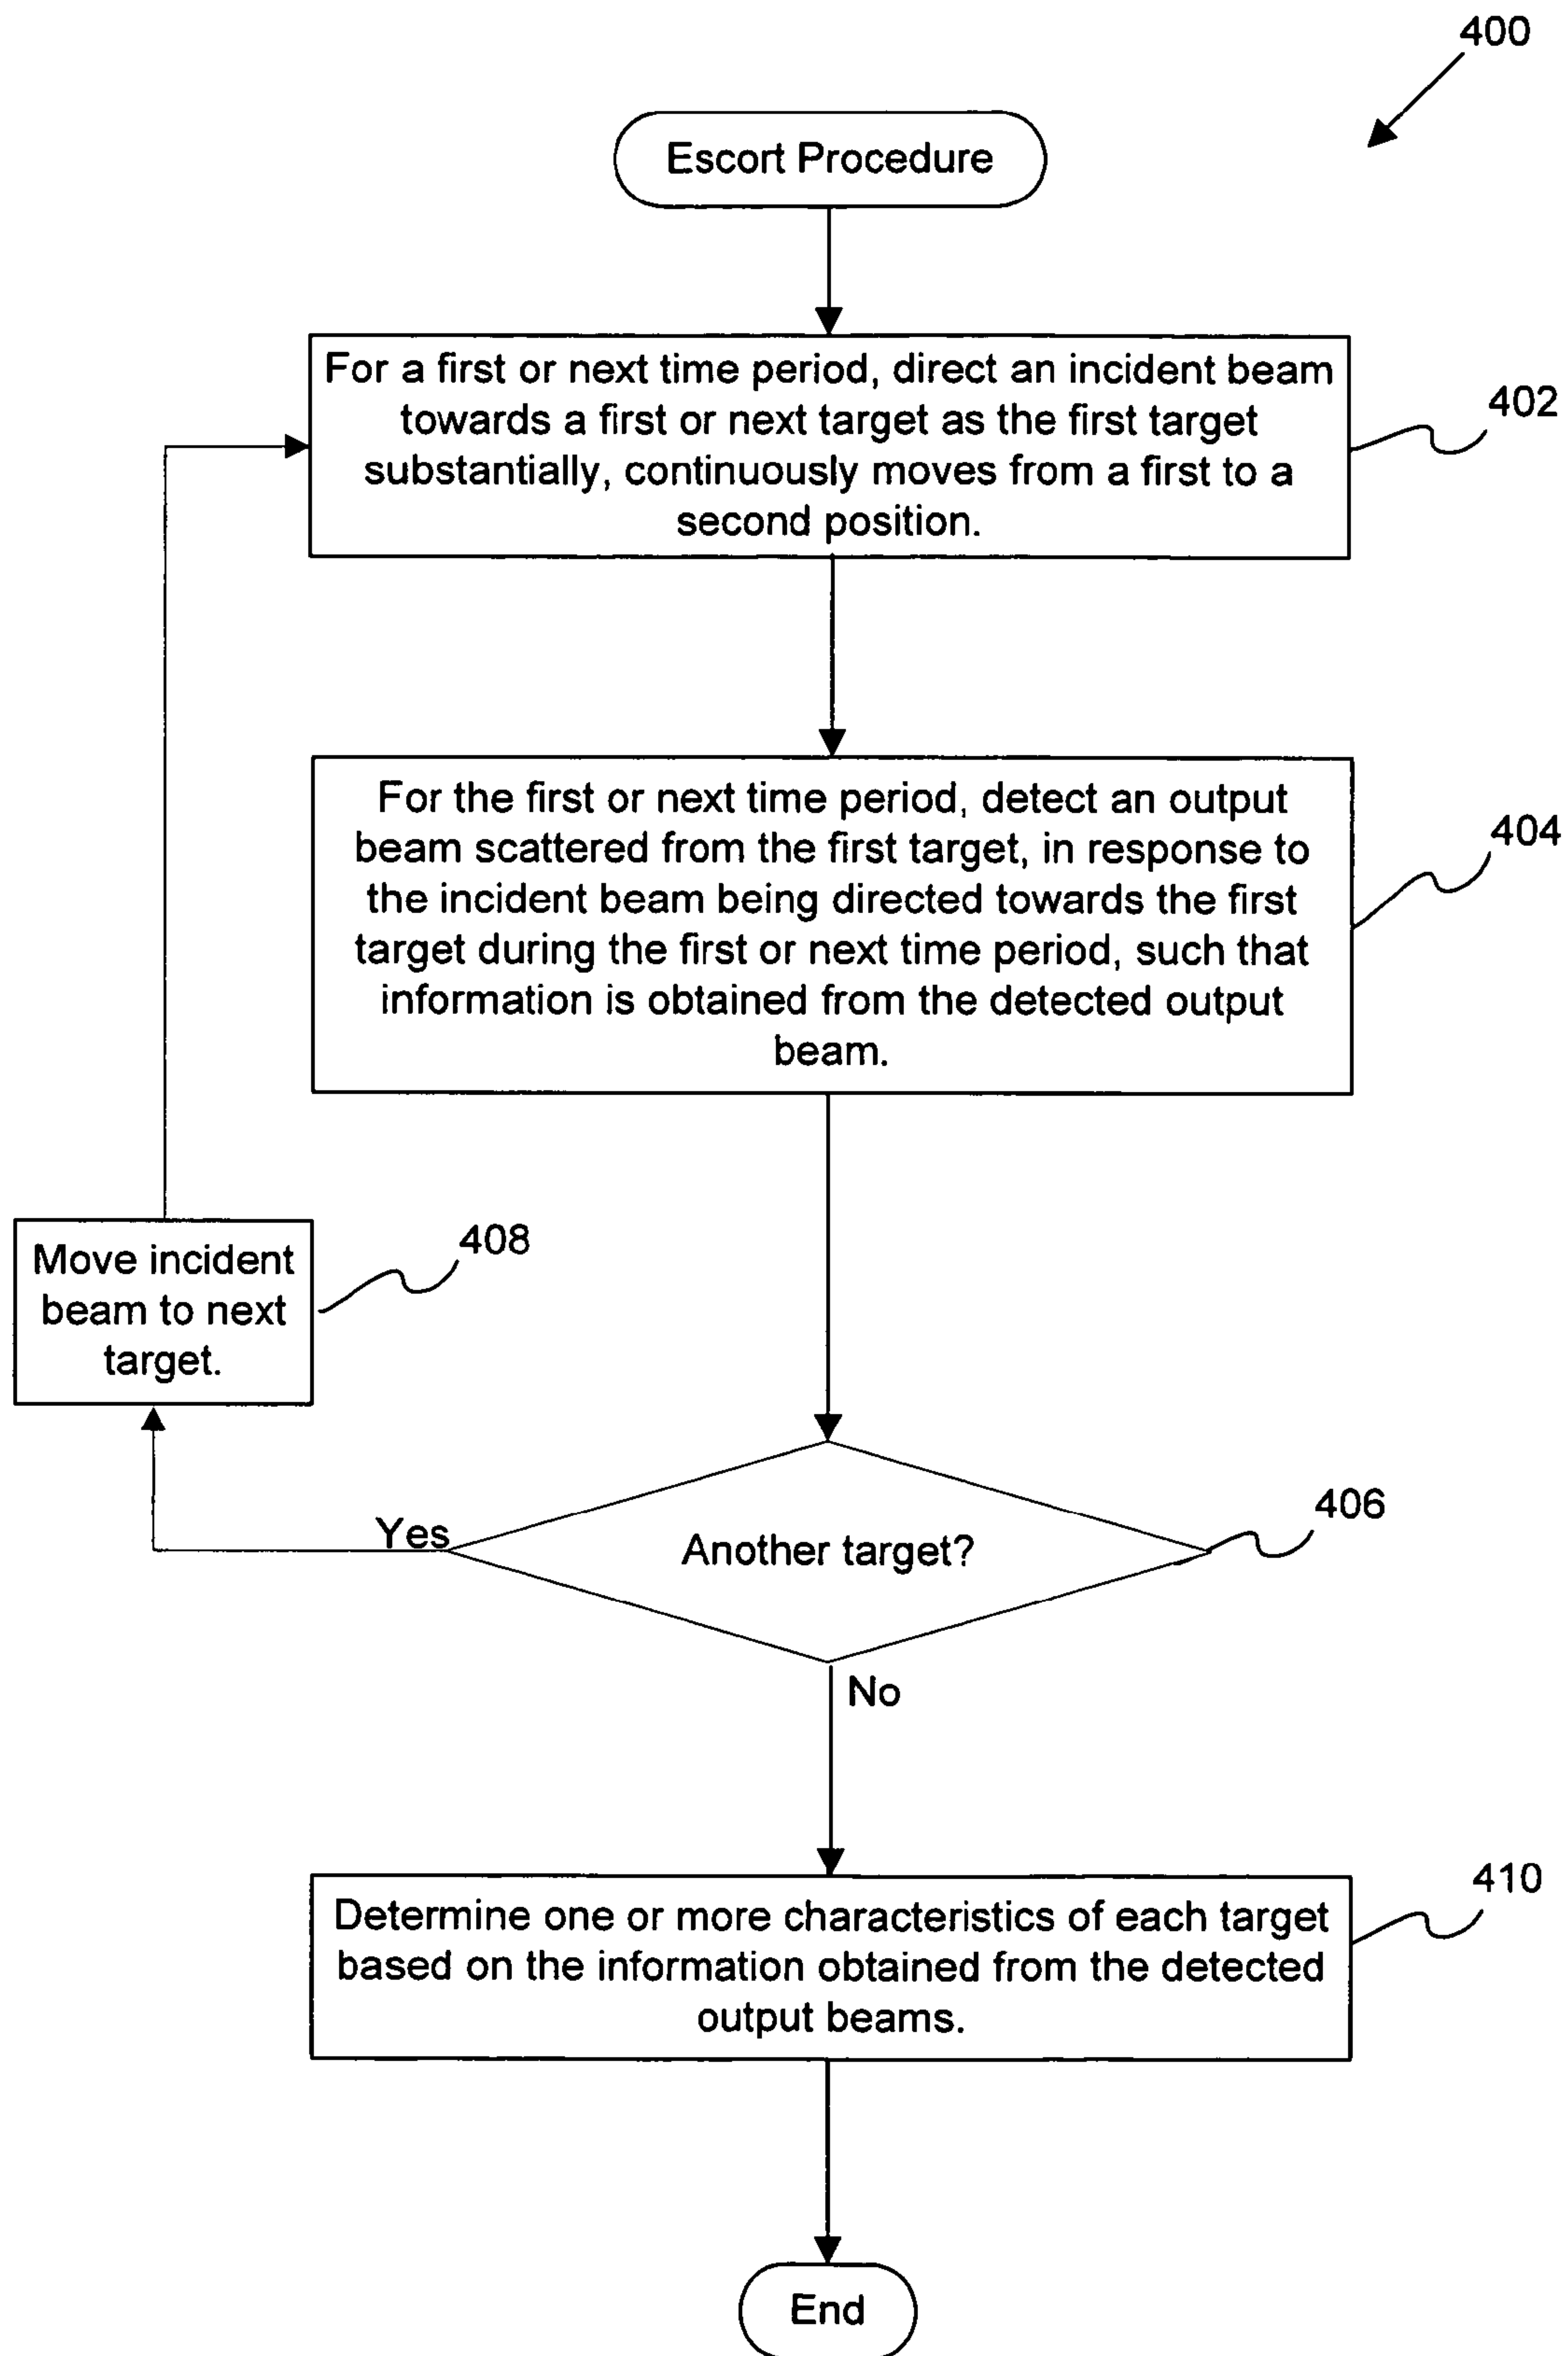 400
Escort Procedure
For a first or next time period, direct an incident beam
towards a first or next target as the first target
substantially, continuously moves from a first to a
second position.
402
For the first or next time period, detect an output
beam scattered from the first target, in response to
the incident beam being directed towards the first
target during the first or next time period, such that
information is obtained from the detected output
beam.
404
Move incident
beam to next
target.
408
Another target?
406
Yes
No
Determine one or more characteristics of each target
based on the information obtained from the detected
output beams.
410
End